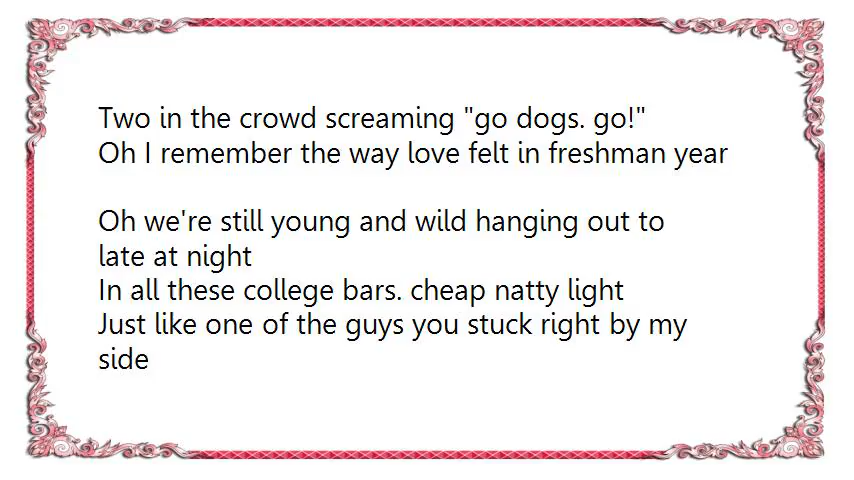 Two in the crowd screaming "go dogs. go!"
Oh I remember the way love felt in freshman year
Oh we're still young and wild hanging out to
late at night
In all these college bars. cheap natty light
Just like one of the guys you stuck right by my
side